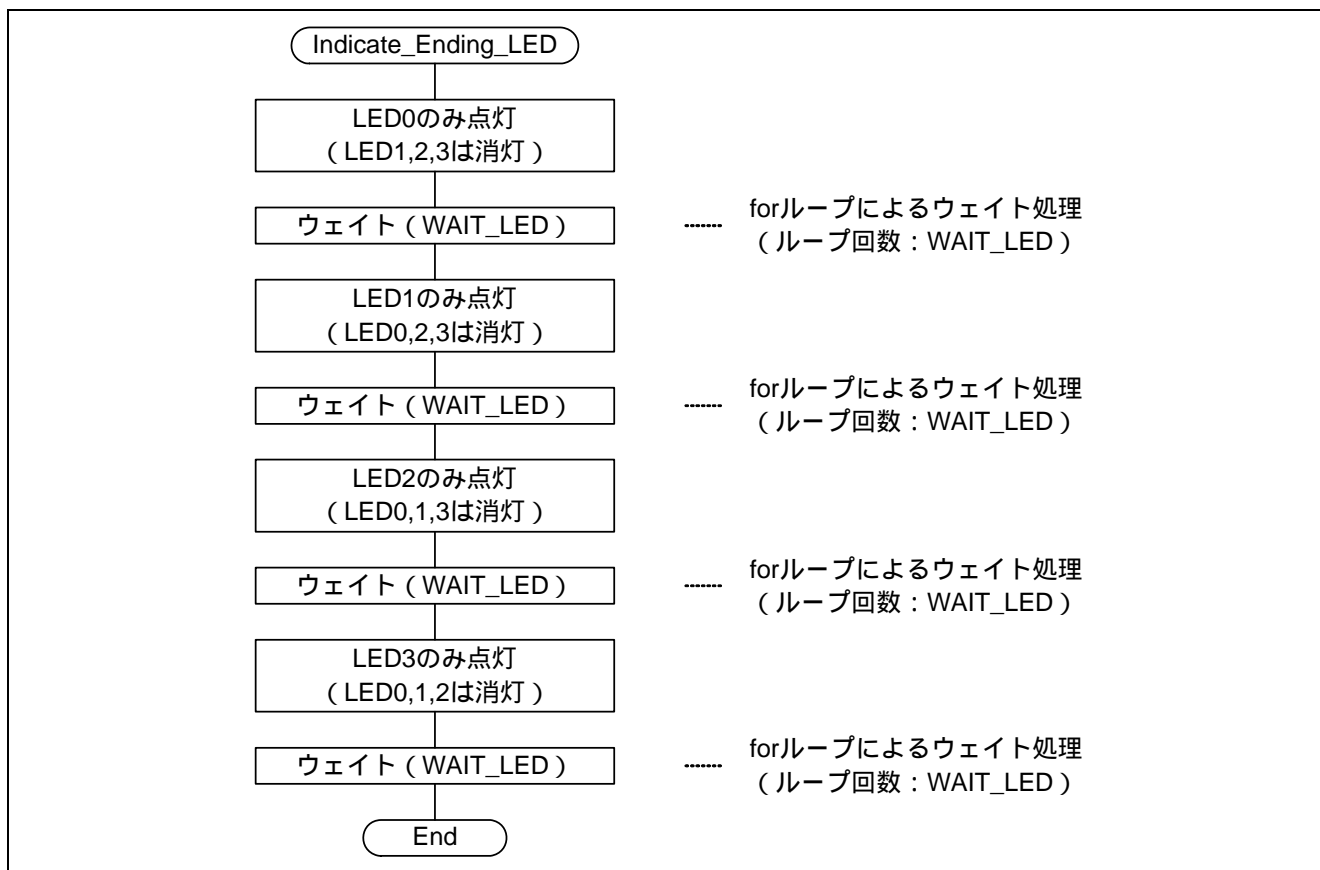 Indicate_Ending_LED
LED0のみ点灯
（LED1,2,3は消灯）
ウェイト（WAIT_LED）
forループによるウェイト処理
（ループ回数：WAIT_LED）
LED1のみ点灯
（LED0,2,3は消灯）
ウェイト（WAIT_LED）
forループによるウェイト処理
（ループ回数：WAIT_LED）
LED2のみ点灯
（LED0,1,3は消灯）
ウェイト（WAIT_LED）
forループによるウェイト処理
（ループ回数：WAIT_LED）
LED3のみ点灯
（LED0,1,2は消灯）
ウェイト（WAIT_LED）
forループによるウェイト処理
（ループ回数：WAIT_LED）
End